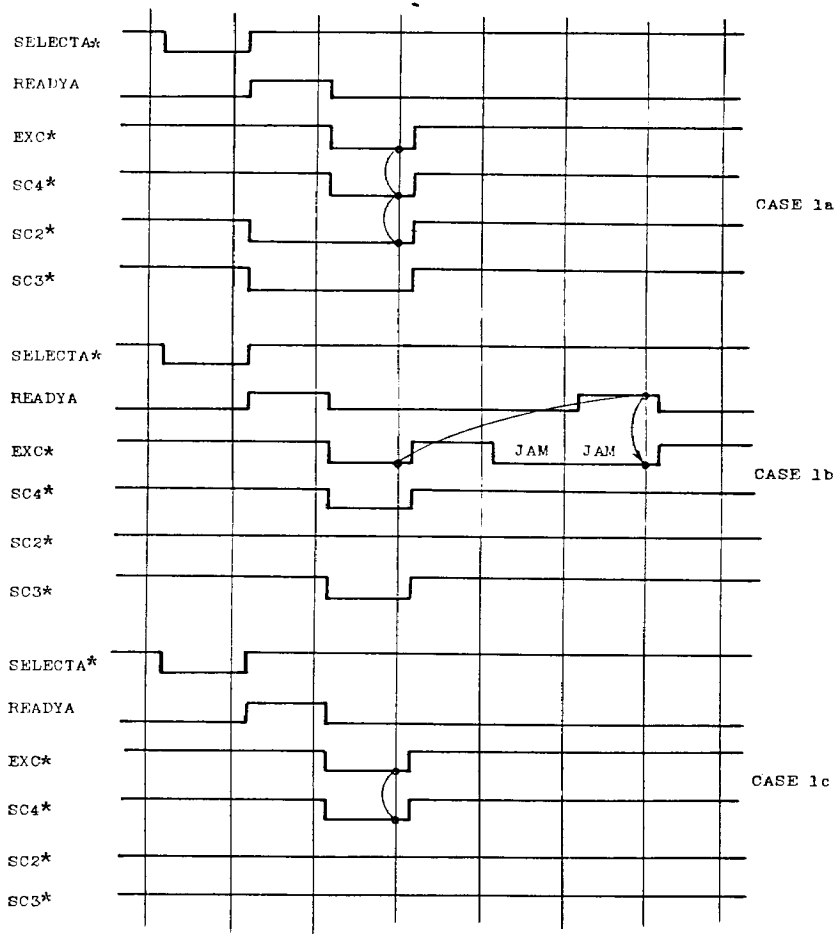 SELECTA*
READYA
EXC*
SC4*
CASE 1a
SC2*
SC3*
SELECTA*
READYA
EXC* JAM JAM
CASE 1b
SC4*
SC2*
SC3*
SELECTA*
READYA
EXC*
CASE 1c
SC4*
SC2*
SC3*